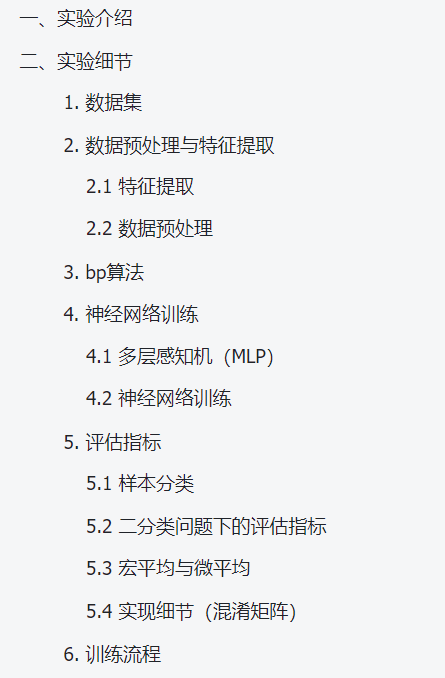 一、实验介绍
二、实验细节
1. 数据集
2. 数据预处理与特征提取
2.1 特征提取
2.2 数据预处理
3. bp算法
4. 神经网络训练
4.1 多层感知机（MLP）
4.2 神经网络训练
5. 评估指标
5.1 样本分类
5.2 二分类问题下的评估指标
5.3 宏平均与微平均
5.4 实现细节（混淆矩阵）
6. 训练流程